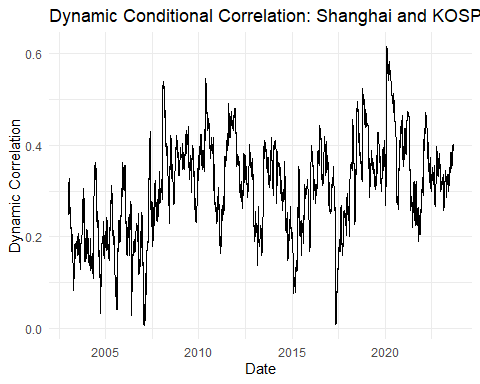 Dynamic Conditional Correlation: Shanghai and KOSP
Dynamic Correlation
0.6
0.4
0.2
0.0
2005 2010 2015 2020
Date